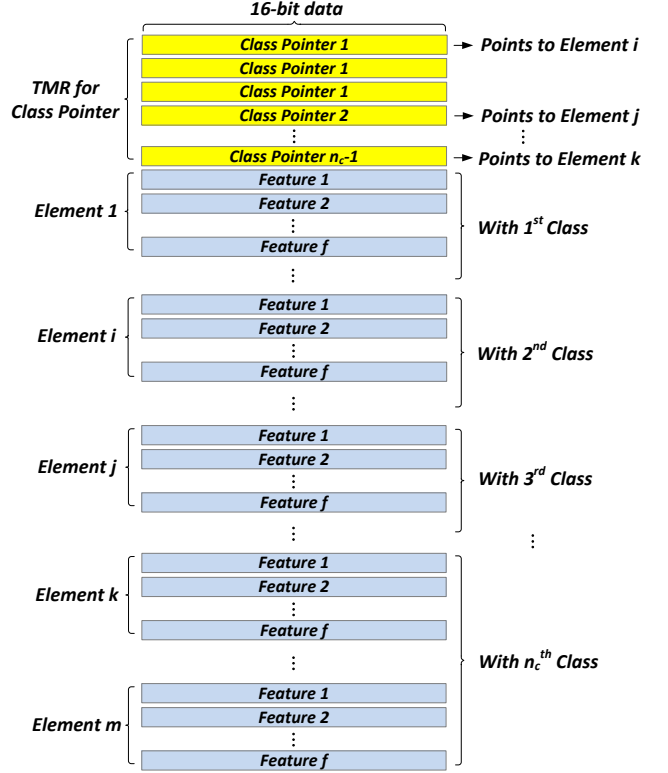 16-bit data
Class Pointer 1 → Points to Element i
Class Pointer 1
TMR for
Class Pointer
Class Pointer 1
Class Pointer 2 → Points to Element j
Class Pointer n_c-1 → Points to Element k
Element 1
Feature 1
Feature 2
Feature f
With 1st Class
Element i
Feature 1
Feature 2
Feature f
With 2nd Class
Element j
Feature 1
Feature 2
Feature f
With 3rd Class
Element k
Feature 1
Feature 2
Feature f
With n_c th Class
Element m
Feature 1
Feature 2
Feature f